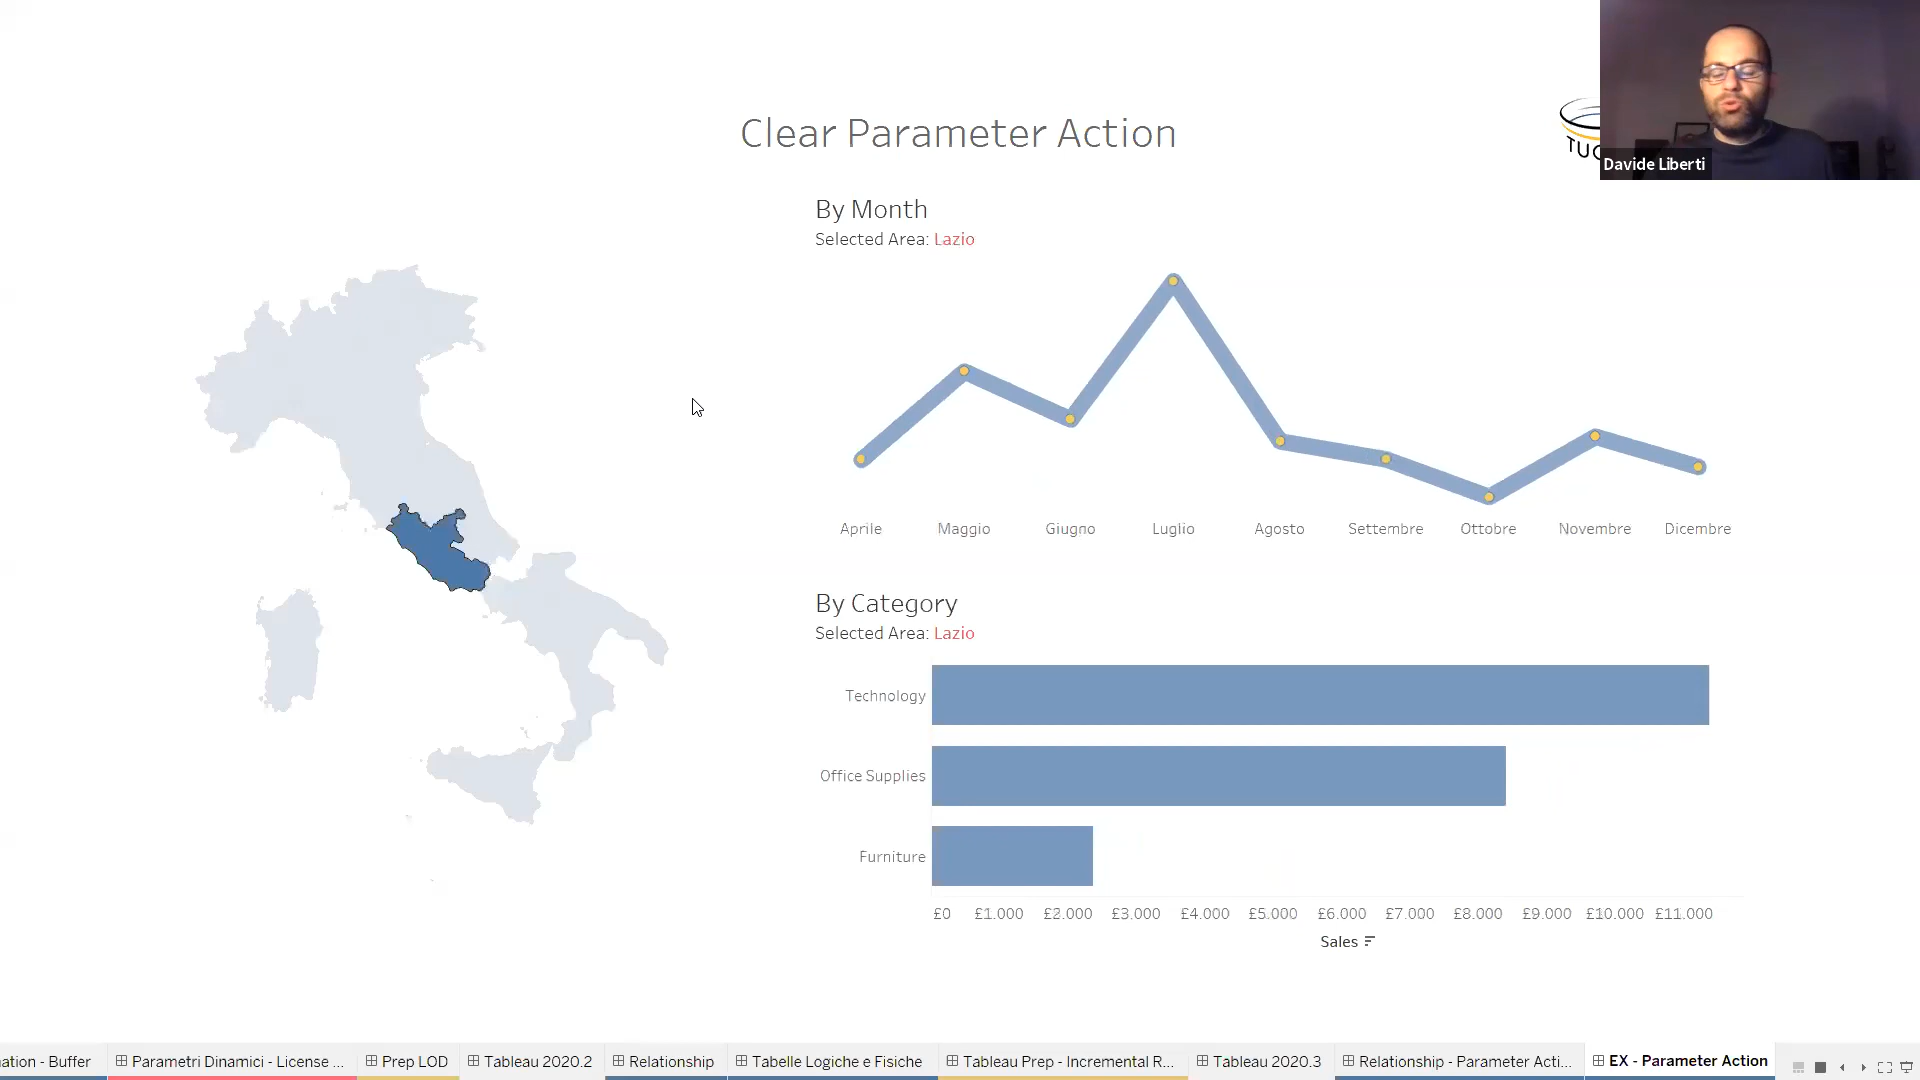 Clear Parameter Action
Davide Liberti
By Month
Selected Area: Lazio
Aprile Maggio Giugno Luglio Agosto Settembre Ottobre Novembre Dicembre
By Category
Selected Area: Lazio
Technology
Office Supplies
Furniture
£0 £1.000 £2.000 £3.000 £4.000 £5.000 £6.000 £7.000 £8.000 £9.000 £10.000 £11.000
Sales
ation - Buffer Parametri Dinamici - License ... Prep LOD Tableau 2020.2 Relationship Tabelle Logiche e Fisiche Tableau Prep - Incremental R... Tableau 2020.3 Relationship - Parameter Acti... EX - Parameter Action